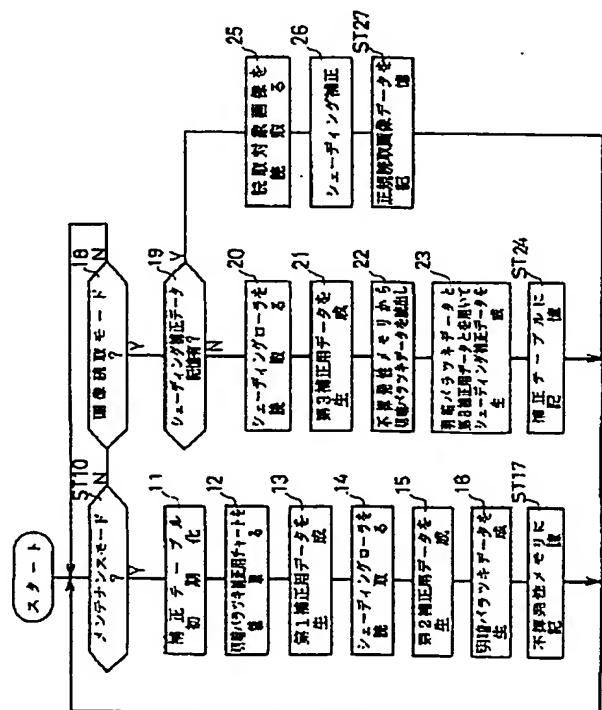 スタート
ST10
メンテナンスモード
?
Y
N
11
補正テーブル
初期化
12
明暗バラツキ補正用チャートを
読取る
13
第1補正用データを
生成
14
シェーディングローラを
読取る
15
第2補正用データを
生成
16
明暗バラツキデータを
生成
ST17
不揮発性メモリに
記憶
18
画像読取モード
?
Y
N
19
シェーディング補正データ
記憶有?
Y
N
20
シェーディングローラを
読取る
21
第3補正用データを
生成
22
不揮発性メモリから
明暗バラツキデータを読出し
23
明暗バラツキデータと
第3補正用データとを用いて
シェーディング補正データを
生成
ST24
補正テーブルに
記憶
25
読取対象画像を
読取る
26
シェーディング補正
ST27
正規読取画像データを
記憶